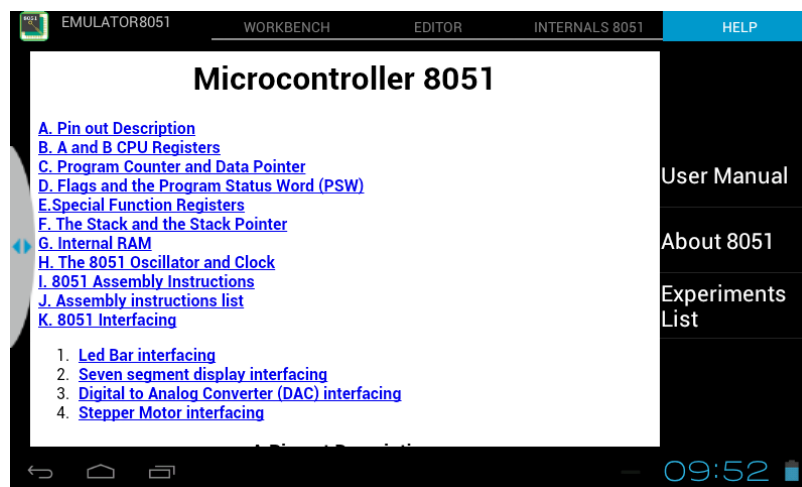 8051
EMULATOR8051
WORKBENCH
EDITOR
INTERNALS 8051
HELP
Microcontroller 8051
A. Pin out Description
B. A and B CPU Registers
C. Program Counter and Data Pointer
D. Flags and the Program Status Word (PSW)
E.Special Function Registers
F. The Stack and the Stack Pointer
G. Internal RAM
H. The 8051 Oscillator and Clock
I. 8051 Assembly Instructions
J. Assembly instructions list
K. 8051 Interfacing
1. Led Bar interfacing
2. Seven segment display interfacing
3. Digital to Analog Converter (DAC) interfacing
4. Stepper Motor interfacing
User Manual
About 8051
Experiments
List
09:52